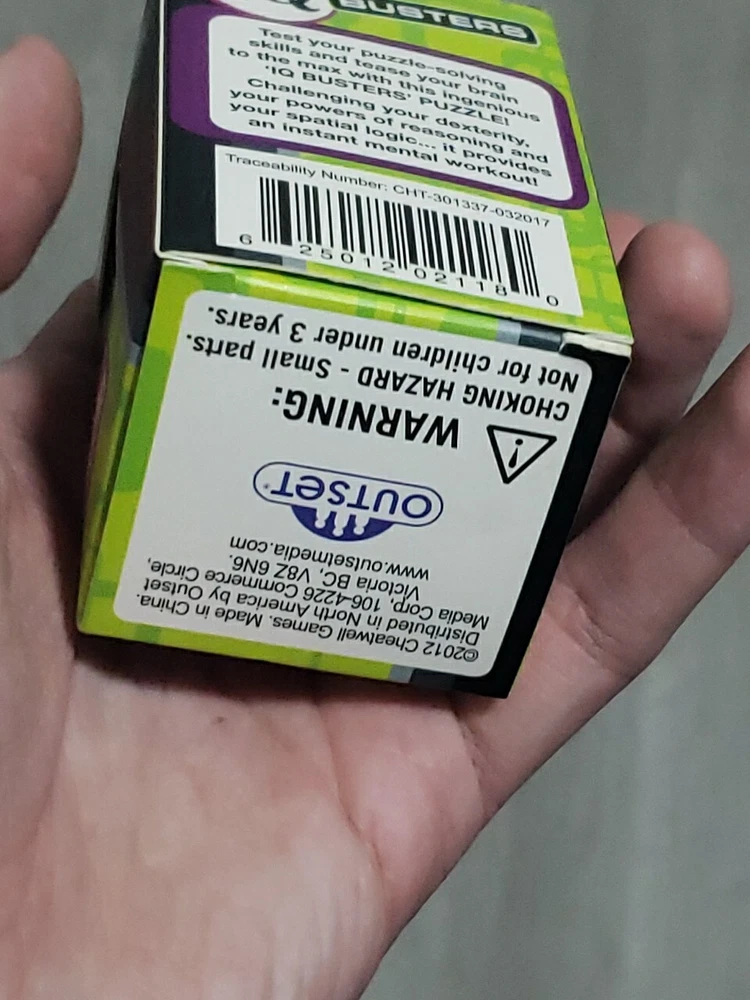 BUSTERS
Test your puzzle-solving
skills and tease your brain
to the max with this ingenious
'IQ BUSTERS' PUZZLE!
Challenging your dexterity,
your powers of reasoning and
your spatial logic... it provides
an instant mental workout!
Traceability Number: CHT-301337-032017
6 25012 02118 0
©2012 Cheatwell Games. Made in China.
Distributed in North America by Outset
Media Corp, 106-4226 Commerce Circle,
Victoria BC, V8Z 6N6.
www.outsetmedia.com
OUTSET
WARNING:
CHOKING HAZARD - Small parts.
Not for children under 3 years.